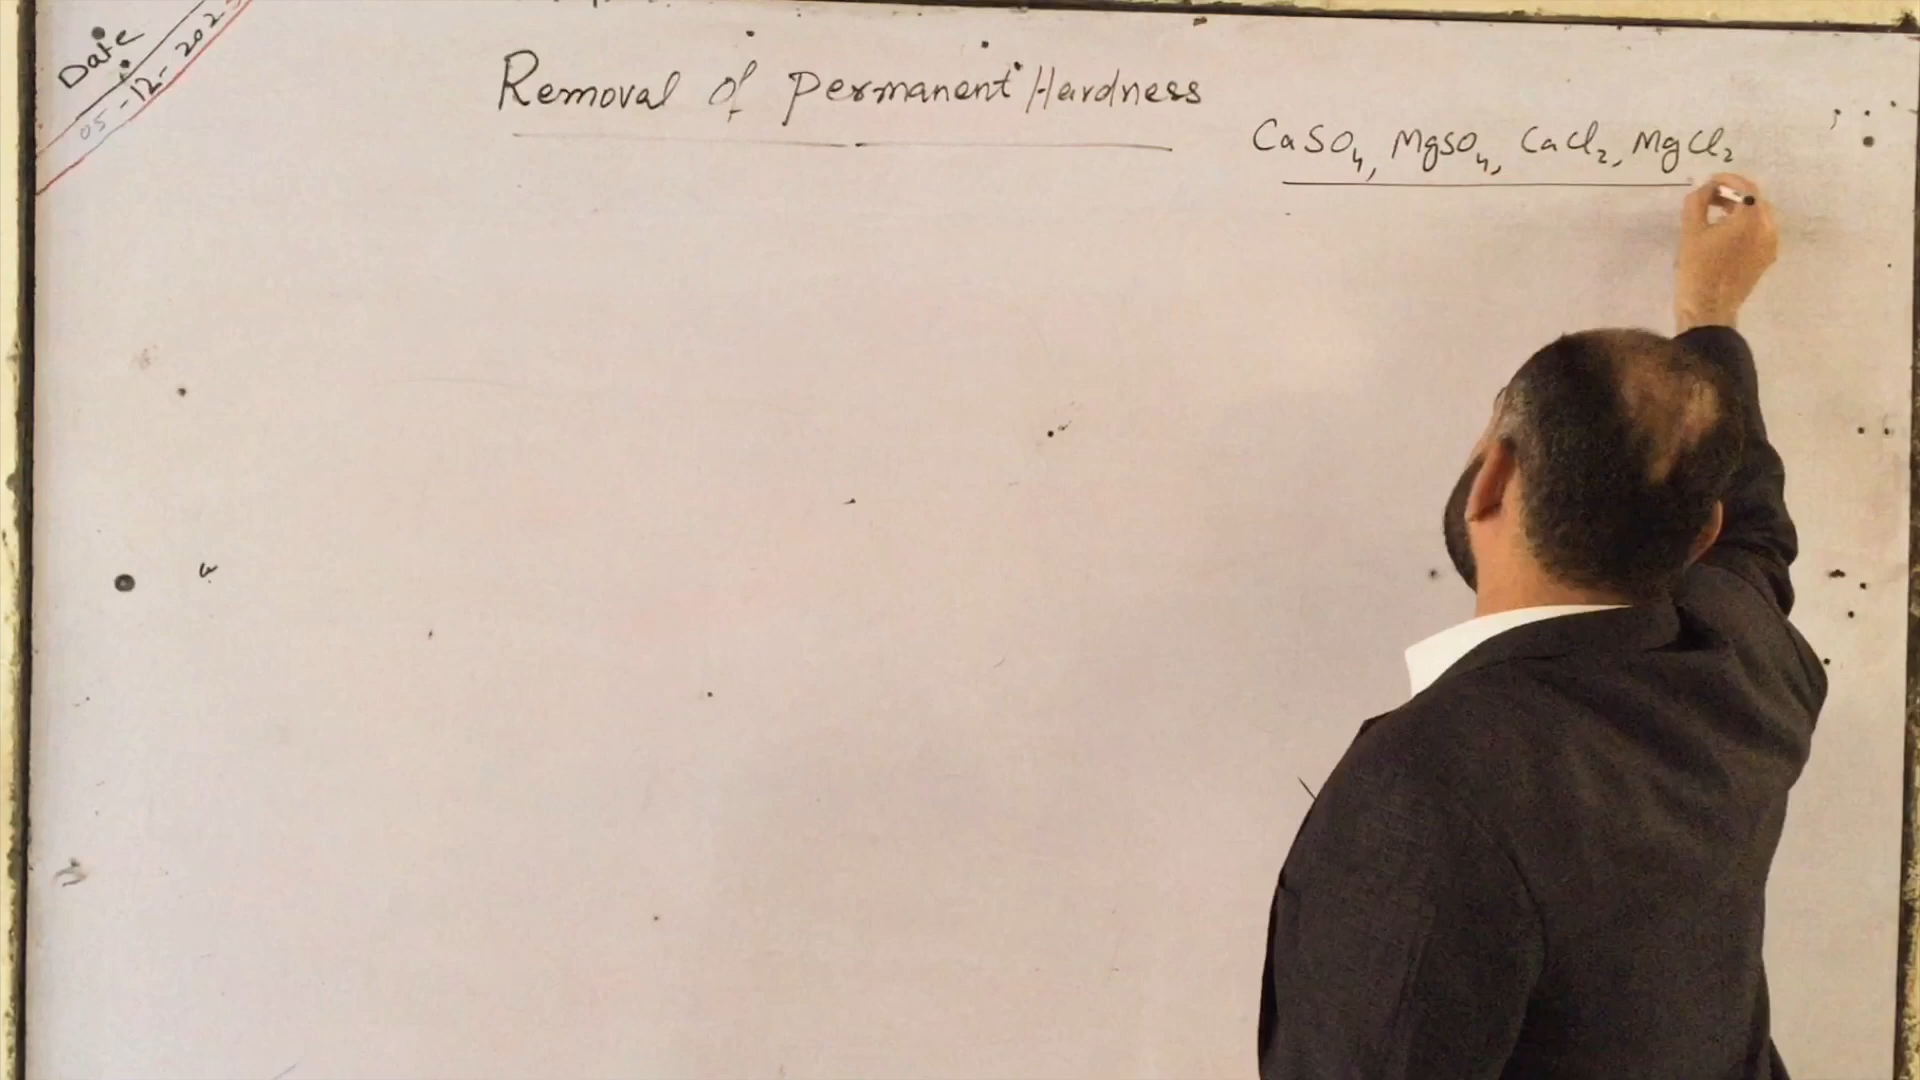 Date
05-12-202
Removal of Permanent Hardness
CaSO₄, MgSO₄, CaCl₂, MgCl₂